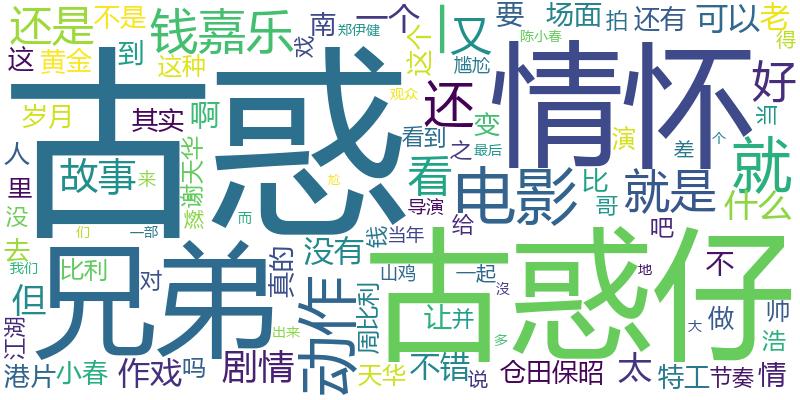 还是
不是
钱嘉乐
南
郑伊健
一个
又
要
场面
拍
还有
可以
老
得
这
黄金
到
这种
戏
这个
尴尬
陈小春
情怀
好
古惑
岁月
其实
啊
观众
还
变
演
差
个
就
人
里
故事
来
谢天华
看到
之
最后
看
电影
比
哥
就是
什么
没
去
们
一部
而
导演
给
古惑仔
吧
我们
比利
兄弟
对
真的
没有
钱
当年
山鸡
一起
沒
地
不
但
动作
周比利
让
并
多
大
做
帅
浩
江湖
出来
港片
小春
作戏
吗
剧情
天华
不错
说
仓田保昭
太
特工
节奏
情